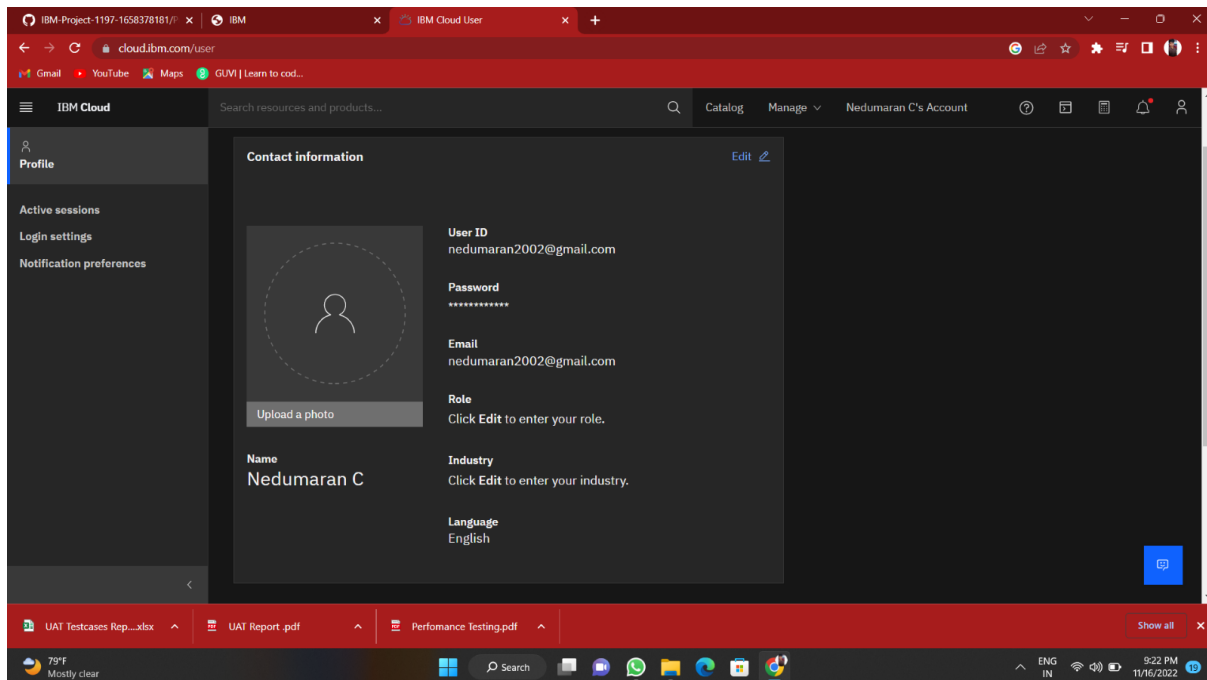 IBM-Project-1197-1658378181/P
IBM
IBM Cloud User
cloud.ibm.com/user
Gmail
YouTube
Maps
GUVI | Learn to cod...
IBM Cloud
Search resources and products...
Catalog
Manage
Nedumaran C's Account
Profile
Active sessions
Login settings
Notification preferences
Contact information
Edit
Upload a photo
Name
Nedumaran C
User ID
nedumaran2002@gmail.com
Password
************
Email
nedumaran2002@gmail.com
Role
Click Edit to enter your role.
Industry
Click Edit to enter your industry.
Language
English
UAT Testcases Rep....xlsx
UAT Report .pdf
Perfomance Testing.pdf
Show all
79°F
Mostly clear
Search
ENG
IN
9:22 PM
11/16/2022
19